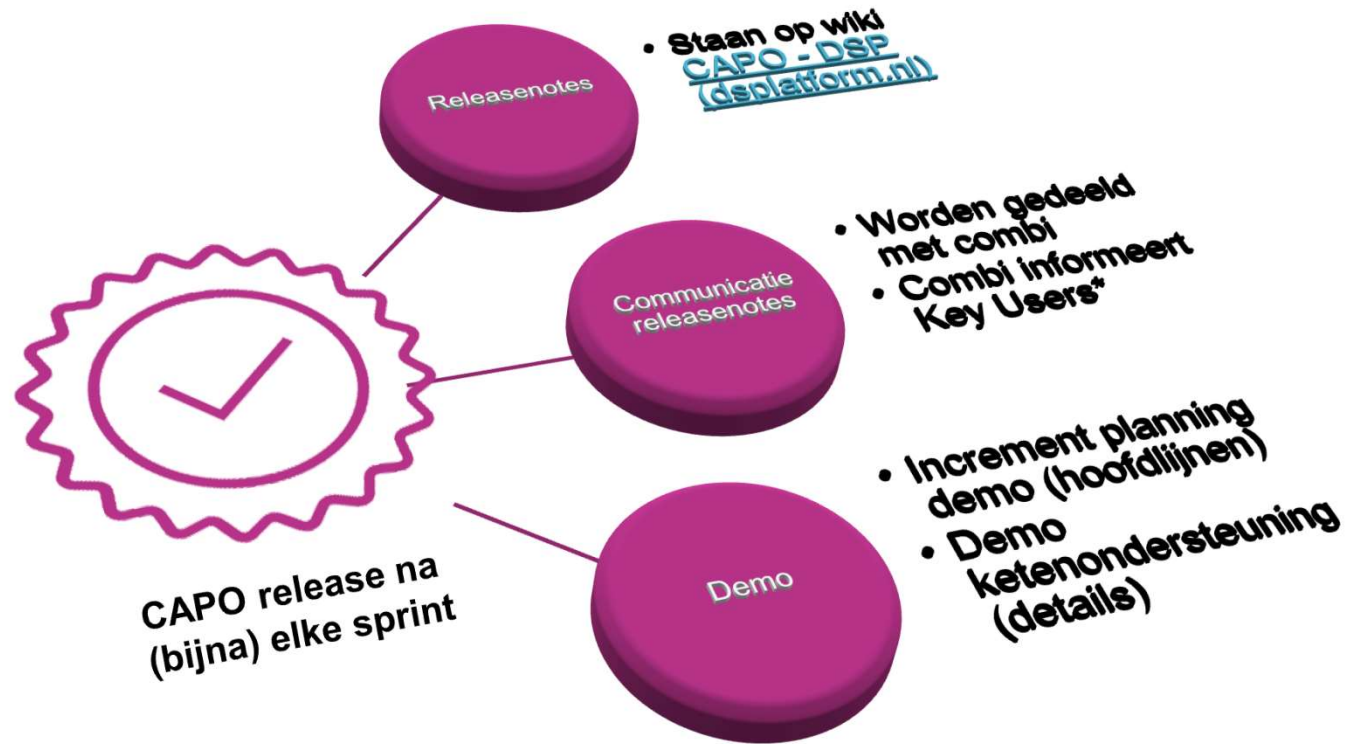 Releasenotes
• Staan op wiki
CAPO - DSP
(dsplatform.nl)
Communicatie
releasenotes
• Worden gedeeld
met combi
• Combi informeert
Key Users*
Demo
• Increment planning
demo (hoofdlijnen)
• Demo
ketenondersteuning
(details)
CAPO release na
(bijna) elke sprint